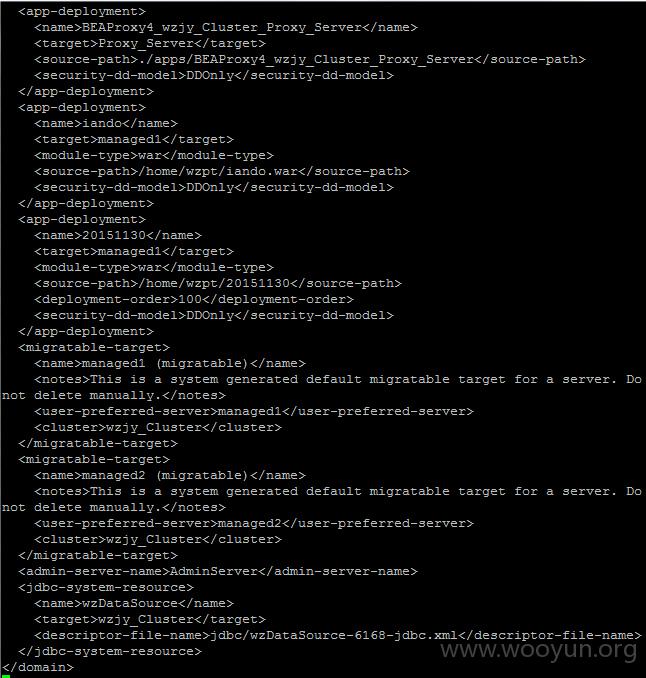 <app-deployment>
<name>BEAProxy4_wzjy_Cluster_Proxy_Server</name>
<target>Proxy_Server</target>
<source-path>./apps/BEAProxy4_wzjy_Cluster_Proxy_Server</source-path>
<security-dd-model>DDOnly</security-dd-model>
</app-deployment>
<app-deployment>
<name>iando</name>
<target>managed1</target>
<module-type>war</module-type>
<source-path>/home/wzpt/iando.war</source-path>
<security-dd-model>DDOnly</security-dd-model>
</app-deployment>
<app-deployment>
<name>20151130</name>
<target>managed1</target>
<module-type>war</module-type>
<source-path>/home/wzpt/20151130</source-path>
<deployment-order>100</deployment-order>
<security-dd-model>DDOnly</security-dd-model>
</app-deployment>
<migratable-target>
<name>managed1 (migratable)</name>
<notes>This is a system generated default migratable target for a server. Do
not delete manually.</notes>
<user-preferred-server>managed1</user-preferred-server>
<cluster>wzjy_Cluster</cluster>
</migratable-target>
<migratable-target>
<name>managed2 (migratable)</name>
<notes>This is a system generated default migratable target for a server. Do
not delete manually.</notes>
<user-preferred-server>managed2</user-preferred-server>
<cluster>wzjy_Cluster</cluster>
</migratable-target>
<admin-server-name>AdminServer</admin-server-name>
<jdbc-system-resource>
<name>wzDataSource</name>
<target>wzjy_Cluster</target>
<descriptor-file-name>jdbc/wzDataSource-6168-jdbc.xml</descriptor-file-name>
</jdbc-system-resource>
www.wooyun.org
</domain>